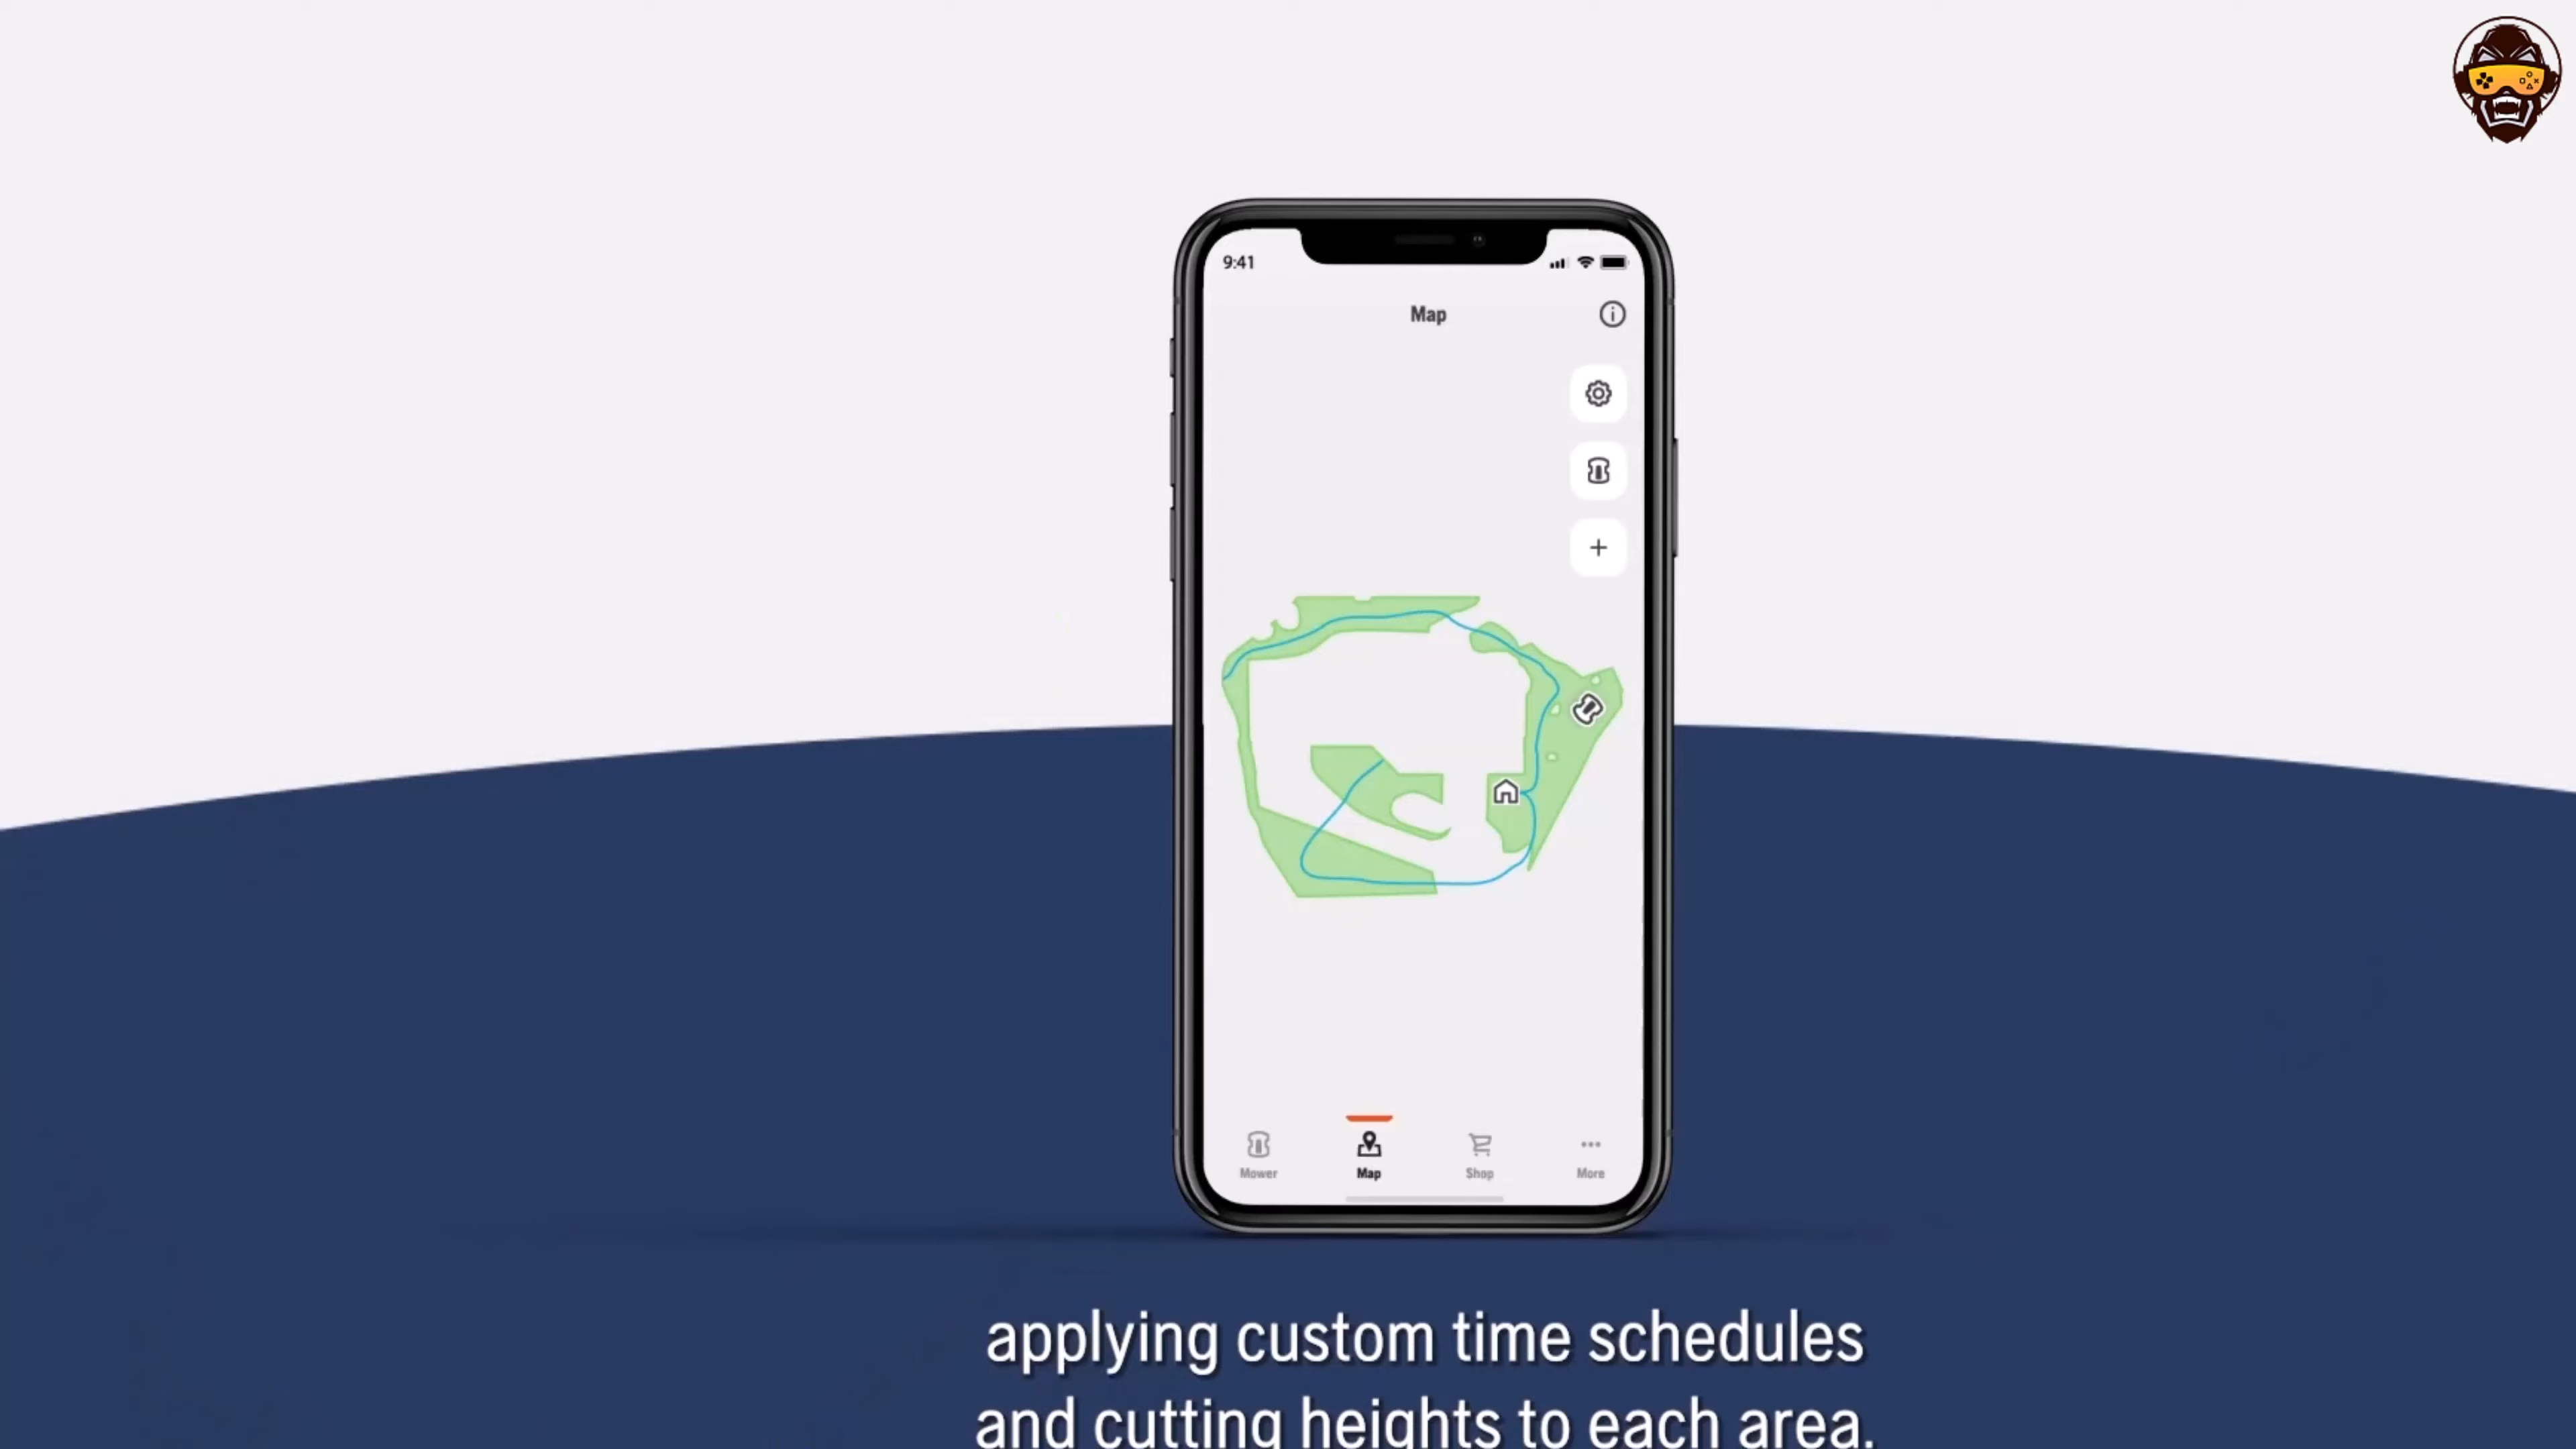 9:41
Map
Mower
Map
Shop
More
applying custom time schedules
and cutting heights to each area.